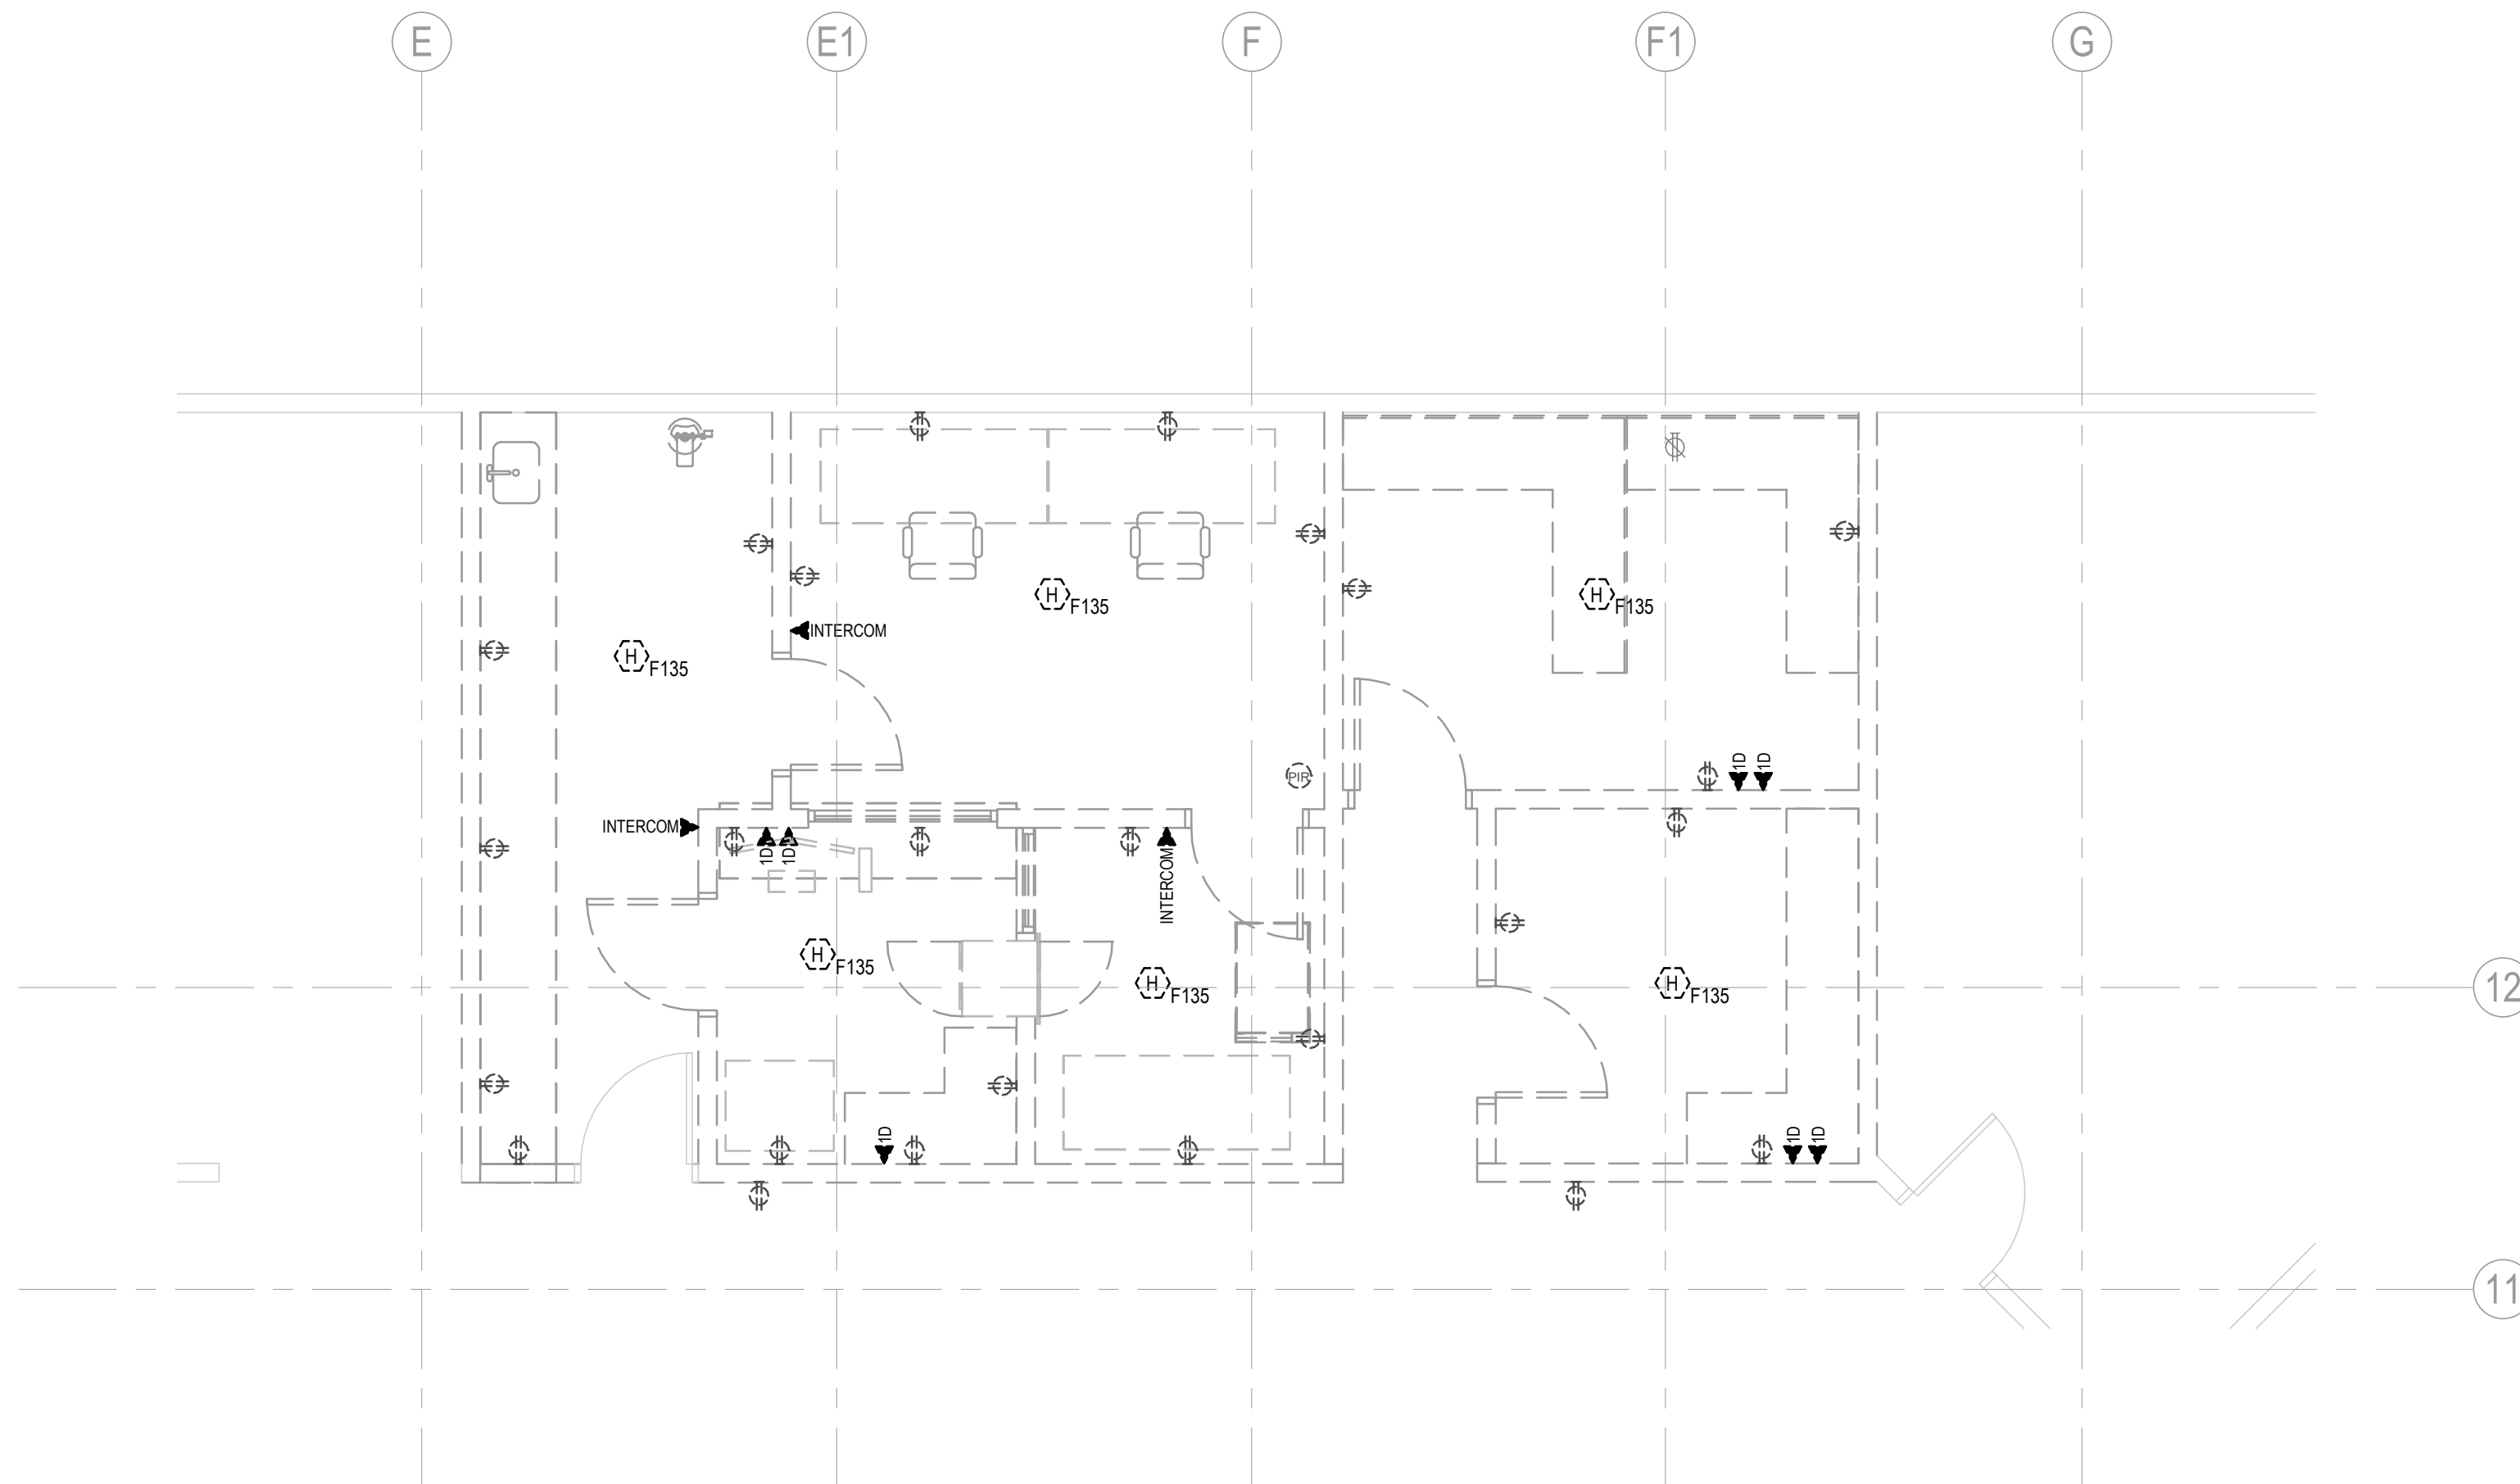 E E1 F F1 G
H F135
H F135
INTERCOM
H F135
1D 1D
PIR
INTERCOM
1D 1D
INTERCOM
H F135
H F135
H F135
12
1D
1D 1D
11